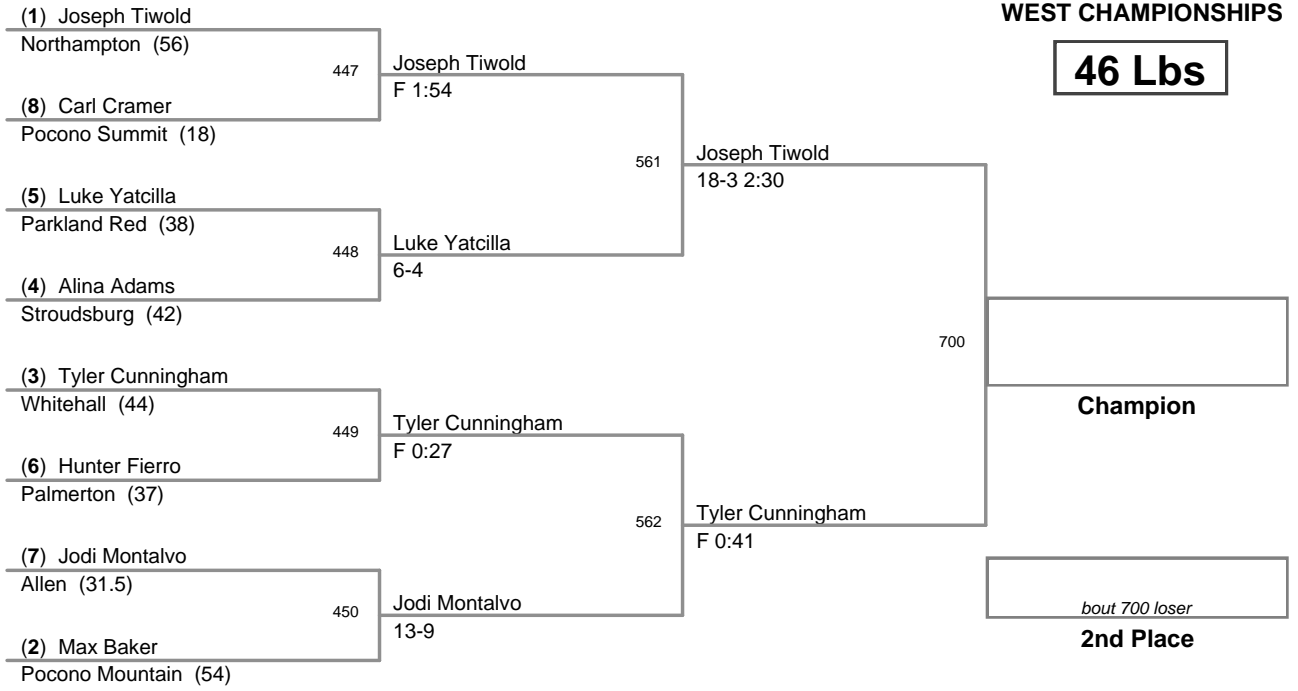 WEST CHAMPIONSHIPS
46 Lbs
(1) Joseph Tiwold
Northampton (56)
447
(8) Carl Cramer
Pocono Summit (18)
(5) Luke Yatcilla
Parkland Red (38)
448
(4) Alina Adams
Stroudsburg (42)
(3) Tyler Cunningham
Whitehall (44)
449
(6) Hunter Fierro
Palmerton (37)
(7) Jodi Montalvo
Allen (31.5)
450
(2) Max Baker
Pocono Mountain (54)
Joseph Tiwold
F 1:54
561
Luke Yatcilla
6-4
Tyler Cunningham
F 0:27
562
Jodi Montalvo
13-9
Joseph Tiwold
18-3 2:30
700
Tyler Cunningham
F 0:41
Champion
bout 700 loser
2nd Place